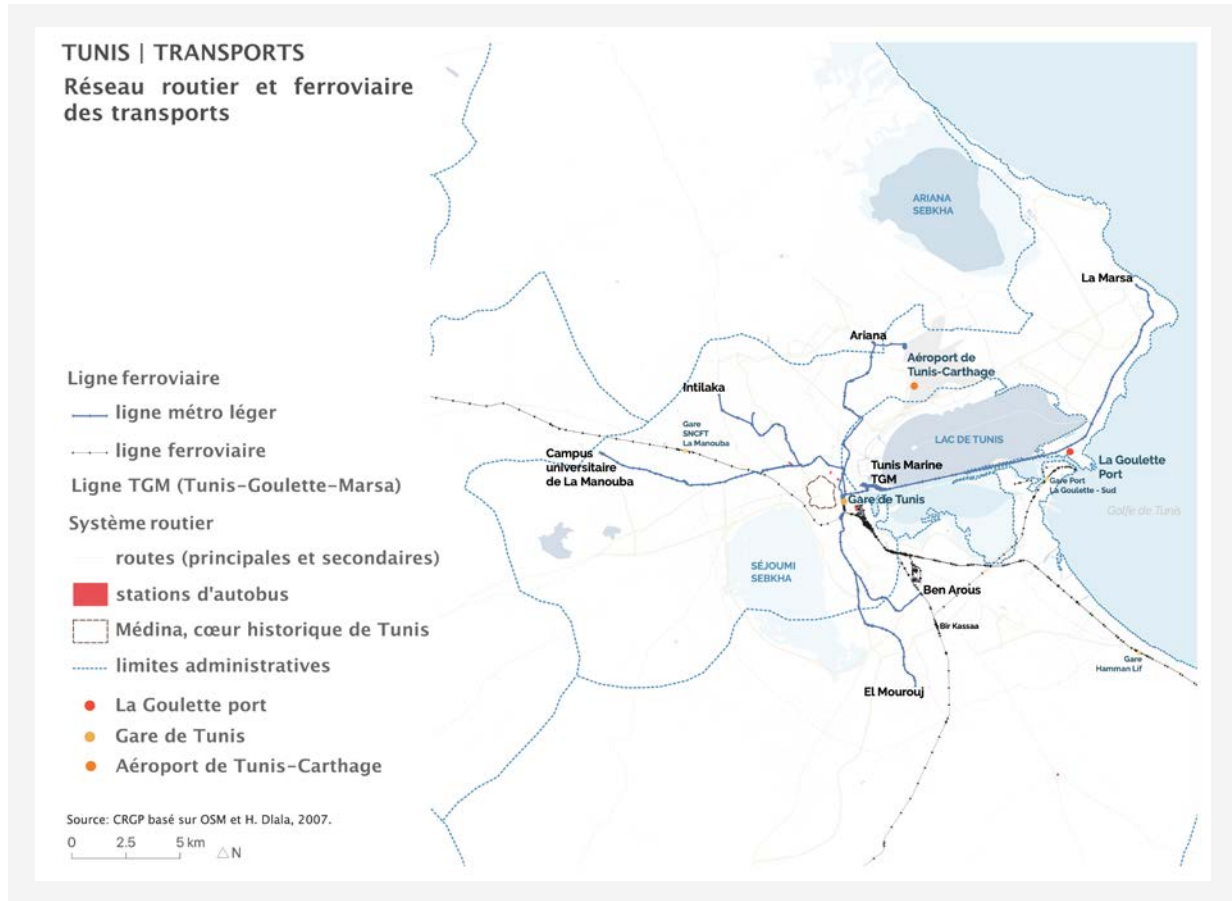 TUNIS | TRANSPORTS
Réseau routier et ferroviaire
des transports
Ligne ferroviaire
ligne métro léger
ligne ferroviaire
Ligne TGM (Tunis-Goulette-Marsa)
Système routier
routes (principales et secondaires)
stations d'autobus
Médina, cœur historique de Tunis
limites administratives
La Goulette port
Gare de Tunis
Aéroport de Tunis-Carthage
Source: CRGP basé sur OSM et H. Dlala, 2007.
0 2.5 5 km
N
ARIANA
SEBKHA
La Marsa
Ariana
Aéroport de
Tunis-Carthage
Intilaka
Gare
SNCFT
La Manouba
LAC DE TUNIS
Campus
universitaire
de La Manouba
Tunis Marine
TGM
La Goulette
Port
Gare Port
La Goulette - Sud
Gare de Tunis
Golfe de Tunis
SÉJOUMI
SEBKHA
Ben Arous
Bir Kassaa
Gare
Hamman Lif
El Mourouj